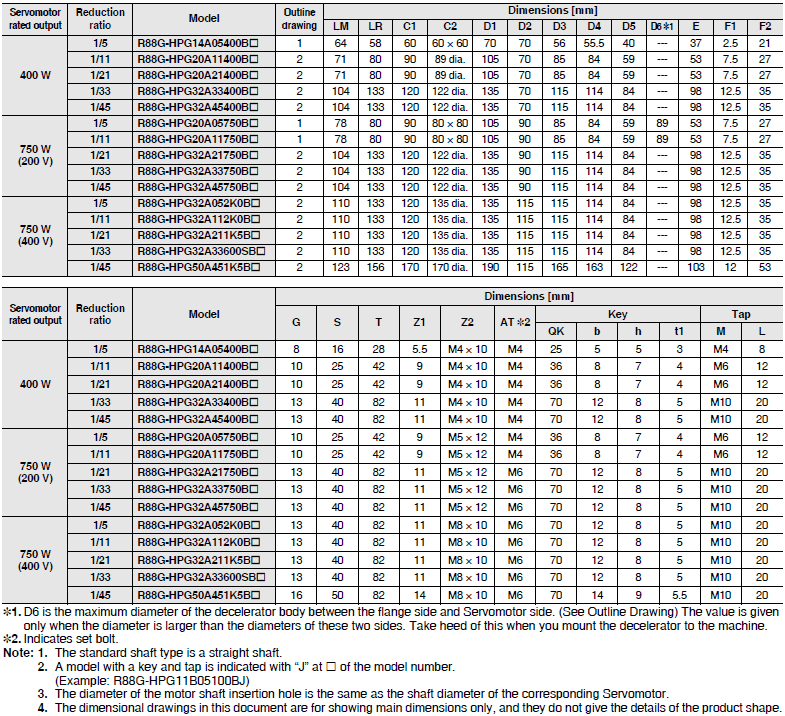 Servomotor rated output Reduction ratio Model Outline drawing Dimensions [mm]
LM LR C1 C2 D1 D2 D3 D4 D5 D6 ✻1 E F1 F2
400 W
1/5 R88G-HPG14A05400B□ 1 64 58 60 60 × 60 70 70 56 55.5 40 --- 37 2.5 21
1/11 R88G-HPG20A11400B□ 2 71 80 90 89 dia. 105 70 85 84 59 --- 53 7.5 27
1/21 R88G-HPG20A21400B□ 2 71 80 90 89 dia. 105 70 85 84 59 --- 53 7.5 27
1/33 R88G-HPG32A33400B□ 2 104 133 120 122 dia. 135 70 115 114 84 --- 98 12.5 35
1/45 R88G-HPG32A45400B□ 2 104 133 120 122 dia. 135 70 115 114 84 --- 98 12.5 35
750 W (200 V)
1/5 R88G-HPG20A05750B□ 1 78 80 90 80 × 80 105 90 85 84 59 89 53 7.5 27
1/11 R88G-HPG20A11750B□ 1 78 80 90 80 × 80 105 90 85 84 59 89 53 7.5 27
1/21 R88G-HPG32A21750B□ 2 104 133 120 122 dia. 135 90 115 114 84 --- 98 12.5 35
1/33 R88G-HPG32A33750B□ 2 104 133 120 122 dia. 135 90 115 114 84 --- 98 12.5 35
1/45 R88G-HPG32A45750B□ 2 104 133 120 122 dia. 135 90 115 114 84 --- 98 12.5 35
750 W (400 V)
1/5 R88G-HPG32A052K0B□ 2 110 133 120 135 dia. 135 115 115 114 84 --- 98 12.5 35
1/11 R88G-HPG32A112K0B□ 2 110 133 120 135 dia. 135 115 115 114 84 --- 98 12.5 35
1/21 R88G-HPG32A211K5B□ 2 110 133 120 135 dia. 135 115 115 114 84 --- 98 12.5 35
1/33 R88G-HPG32A33600SB□ 2 110 133 120 135 dia. 135 115 115 114 84 --- 98 12.5 35
1/45 R88G-HPG50A451K5B□ 2 123 156 170 170 dia. 190 115 165 163 122 --- 103 12 53
Servomotor rated output Reduction ratio Model Dimensions [mm]
G S T Z1 Z2 AT ✻2 Key Tap
QK b h t1 M L
400 W
1/5 R88G-HPG14A05400B□ 8 16 28 5.5 M4 × 10 M4 25 5 5 3 M4 8
1/11 R88G-HPG20A11400B□ 10 25 42 9 M4 × 10 M4 36 8 7 4 M6 12
1/21 R88G-HPG20A21400B□ 10 25 42 9 M4 × 10 M4 36 8 7 4 M6 12
1/33 R88G-HPG32A33400B□ 13 40 82 11 M4 × 10 M4 70 12 8 5 M10 20
1/45 R88G-HPG32A45400B□ 13 40 82 11 M4 × 10 M4 70 12 8 5 M10 20
750 W (200 V)
1/5 R88G-HPG20A05750B□ 10 25 42 9 M5 × 12 M4 36 8 7 4 M6 12
1/11 R88G-HPG20A11750B□ 10 25 42 9 M5 × 12 M4 36 8 7 4 M6 12
1/21 R88G-HPG32A21750B□ 13 40 82 11 M5 × 12 M6 70 12 8 5 M10 20
1/33 R88G-HPG32A33750B□ 13 40 82 11 M5 × 12 M6 70 12 8 5 M10 20
1/45 R88G-HPG32A45750B□ 13 40 82 11 M5 × 12 M6 70 12 8 5 M10 20
750 W (400 V)
1/5 R88G-HPG32A052K0B□ 13 40 82 11 M8 × 10 M6 70 12 8 5 M10 20
1/11 R88G-HPG32A112K0B□ 13 40 82 11 M8 × 10 M6 70 12 8 5 M10 20
1/21 R88G-HPG32A211K5B□ 13 40 82 11 M8 × 10 M6 70 12 8 5 M10 20
1/33 R88G-HPG32A33600SB□ 13 40 82 11 M8 × 10 M6 70 12 8 5 M10 20
1/45 R88G-HPG50A451K5B□ 16 50 82 14 M8 × 10 M6 70 14 9 5.5 M10 20
✻1. D6 is the maximum diameter of the decelerator body between the flange side and Servomotor side. (See Outline Drawing) The value is given
only when the diameter is larger than the diameters of these two sides. Take heed of this when you mount the decelerator to the machine.
✻2. Indicates set bolt.
Note: 1. The standard shaft type is a straight shaft.
2. A model with a key and tap is indicated with “J” at □ of the model number.
(Example: R88G-HPG11B05100BJ)
3. The diameter of the motor shaft insertion hole is the same as the shaft diameter of the corresponding Servomotor.
4. The dimensional drawings in this document are for showing main dimensions only, and they do not give the details of the product shape.